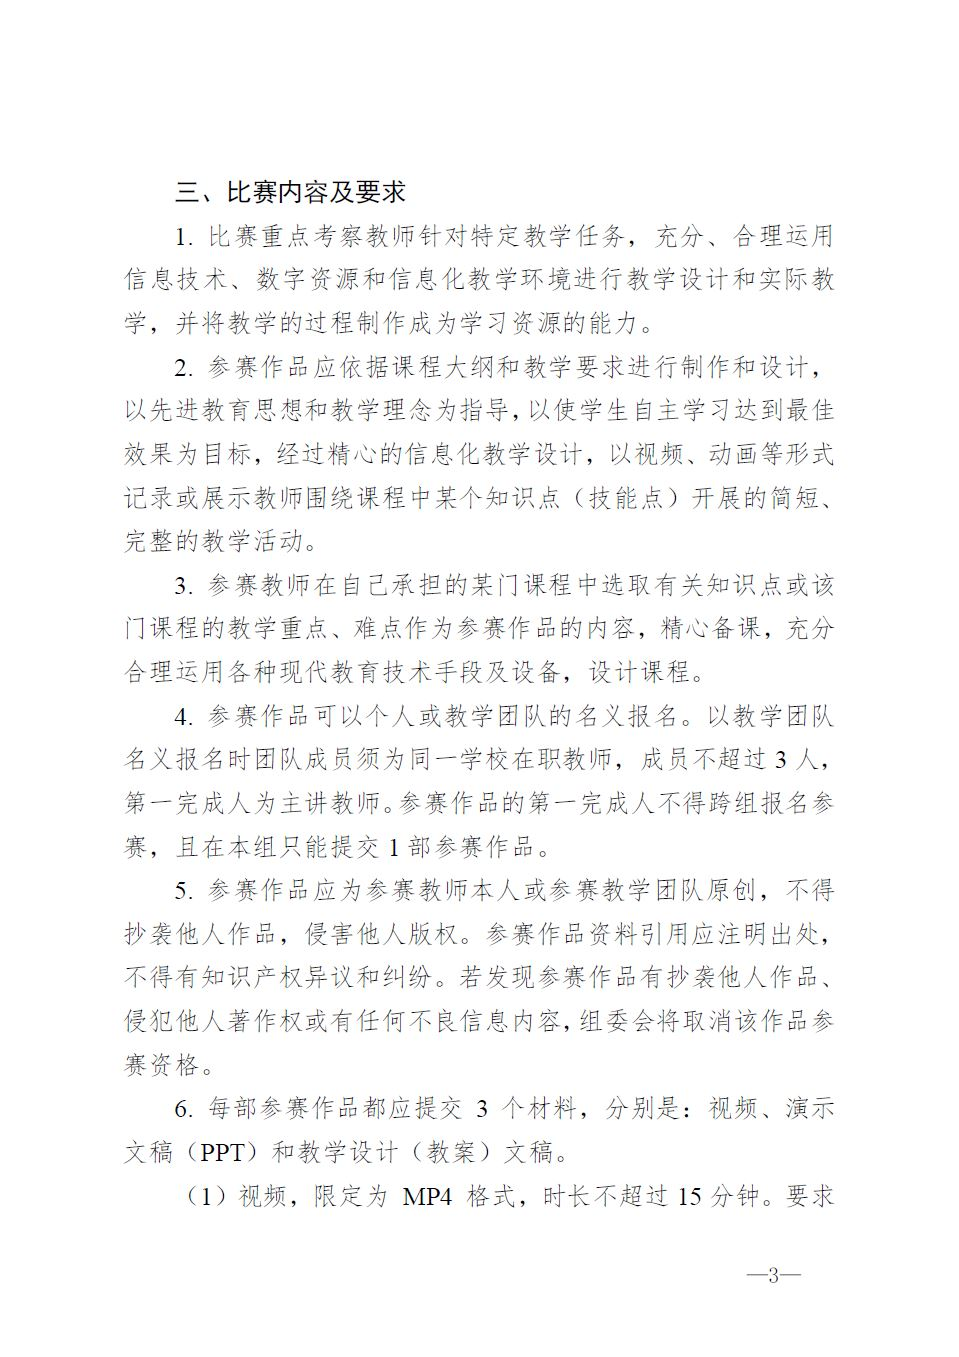 三、比赛内容及要求
1. 比赛重点考察教师针对特定教学任务，充分、合理运用
信息技术、数字资源和信息化教学环境进行教学设计和实际教
学，并将教学的过程制作成为学习资源的能力。
2. 参赛作品应依据课程大纲和教学要求进行制作和设计，
以先进教育思想和教学理念为指导，以使学生自主学习达到最佳
效果为目标，经过精心的信息化教学设计，以视频、动画等形式
记录或展示教师围绕课程中某个知识点（技能点）开展的简短、
完整的教学活动。
3. 参赛教师在自己承担的某门课程中选取有关知识点或该
门课程的教学重点、难点作为参赛作品的内容，精心备课，充分
合理运用各种现代教育技术手段及设备，设计课程。
4. 参赛作品可以个人或教学团队的名义报名。以教学团队
名义报名时团队成员须为同一学校在职教师，成员不超过 3 人，
第一完成人为主讲教师。参赛作品的第一完成人不得跨组报名参
赛，且在本组只能提交 1 部参赛作品。
5. 参赛作品应为参赛教师本人或参赛教学团队原创，不得
抄袭他人作品，侵害他人版权。参赛作品资料引用应注明出处，
不得有知识产权异议和纠纷。若发现参赛作品有抄袭他人作品、
侵犯他人著作权或有任何不良信息内容，组委会将取消该作品参
赛资格。
6. 每部参赛作品都应提交 3 个材料，分别是：视频、演示
文稿（PPT）和教学设计（教案）文稿。
（1）视频，限定为 MP4 格式，时长不超过 15 分钟。要求
—3—